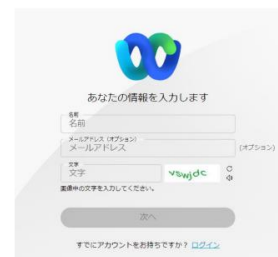 あなたの情報を入力します
名前
名前
メールアドレス (オプション)
メールアドレス
(オプション)
文字
文字
vswjdc
画像中の文字を入力してください。
次へ
すでにアカウントをお持ちですか? ログイン